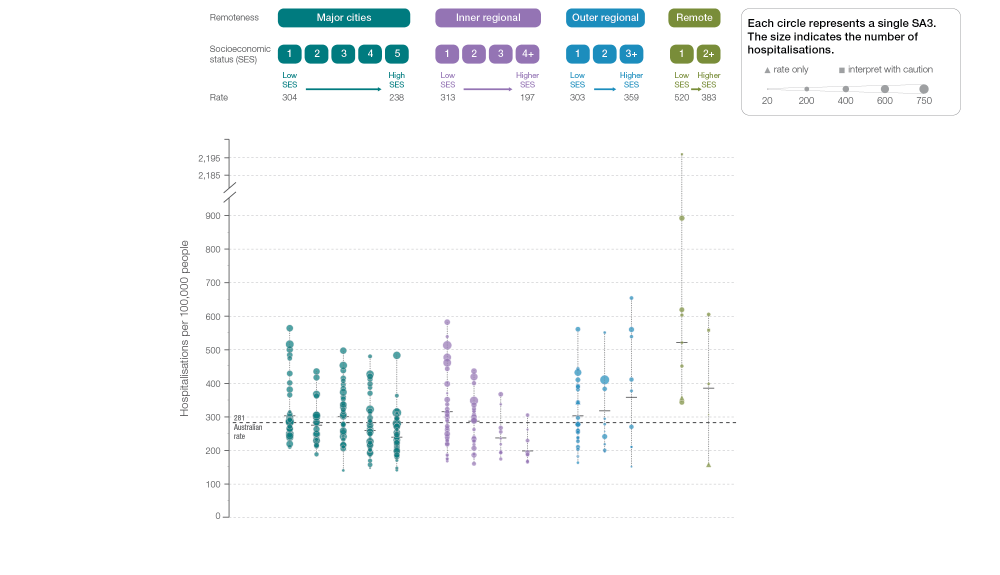 Remoteness
Major cities
Inner regional
Outer regional
Remote
Socioeconomic
status (SES)
1 2 3 4 5
1 2 3 4+
1 2 3+
1 2+
Low
SES
High
SES
Low
SES
Higher
SES
Low
SES
Higher
SES
Low
SES
Higher
SES
Rate
304 238 313 197 303 359 520 383
Each circle represents a single SA3.
The size indicates the number of
hospitalisations.
rate only
interpret with caution
20 200 400 600 750
Hospitalisations per 100,000 people
2,195
2,185
900
800
700
600
500
400
300
200
100
0
281
Australian
rate